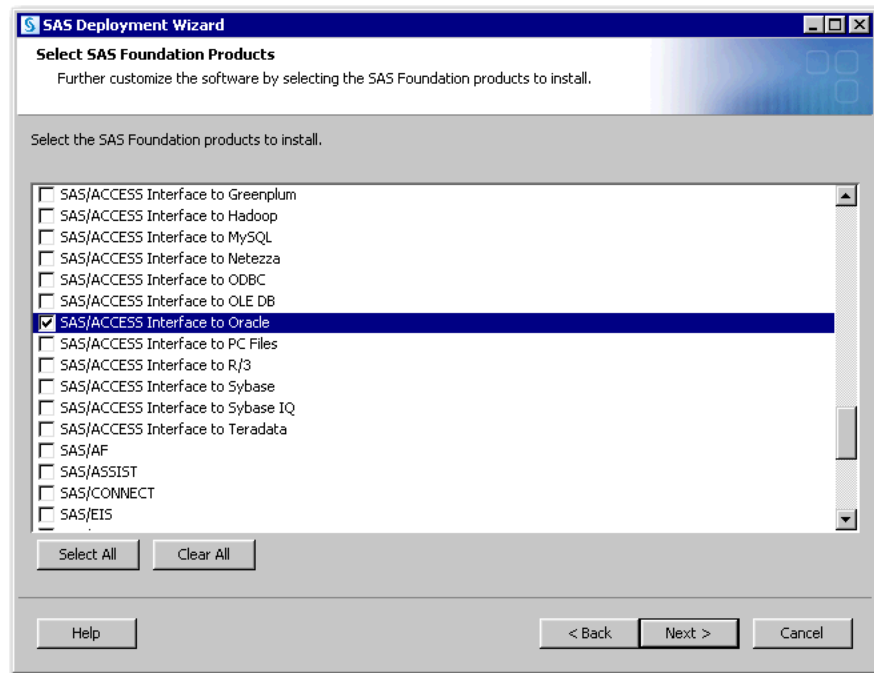 SAS Deployment Wizard
Select SAS Foundation Products
Further customize the software by selecting the SAS Foundation products to install.
Select the SAS Foundation products to install.
SAS/ACCESS Interface to Greenplum
SAS/ACCESS Interface to Hadoop
SAS/ACCESS Interface to MySQL
SAS/ACCESS Interface to Netezza
SAS/ACCESS Interface to ODBC
SAS/ACCESS Interface to OLE DB
SAS/ACCESS Interface to Oracle
SAS/ACCESS Interface to PC Files
SAS/ACCESS Interface to R/3
SAS/ACCESS Interface to Sybase
SAS/ACCESS Interface to Sybase IQ
SAS/ACCESS Interface to Teradata
SAS/AF
SAS/ASSIST
SAS/CONNECT
SAS/EIS
Select All Clear All
Help < Back Next > Cancel